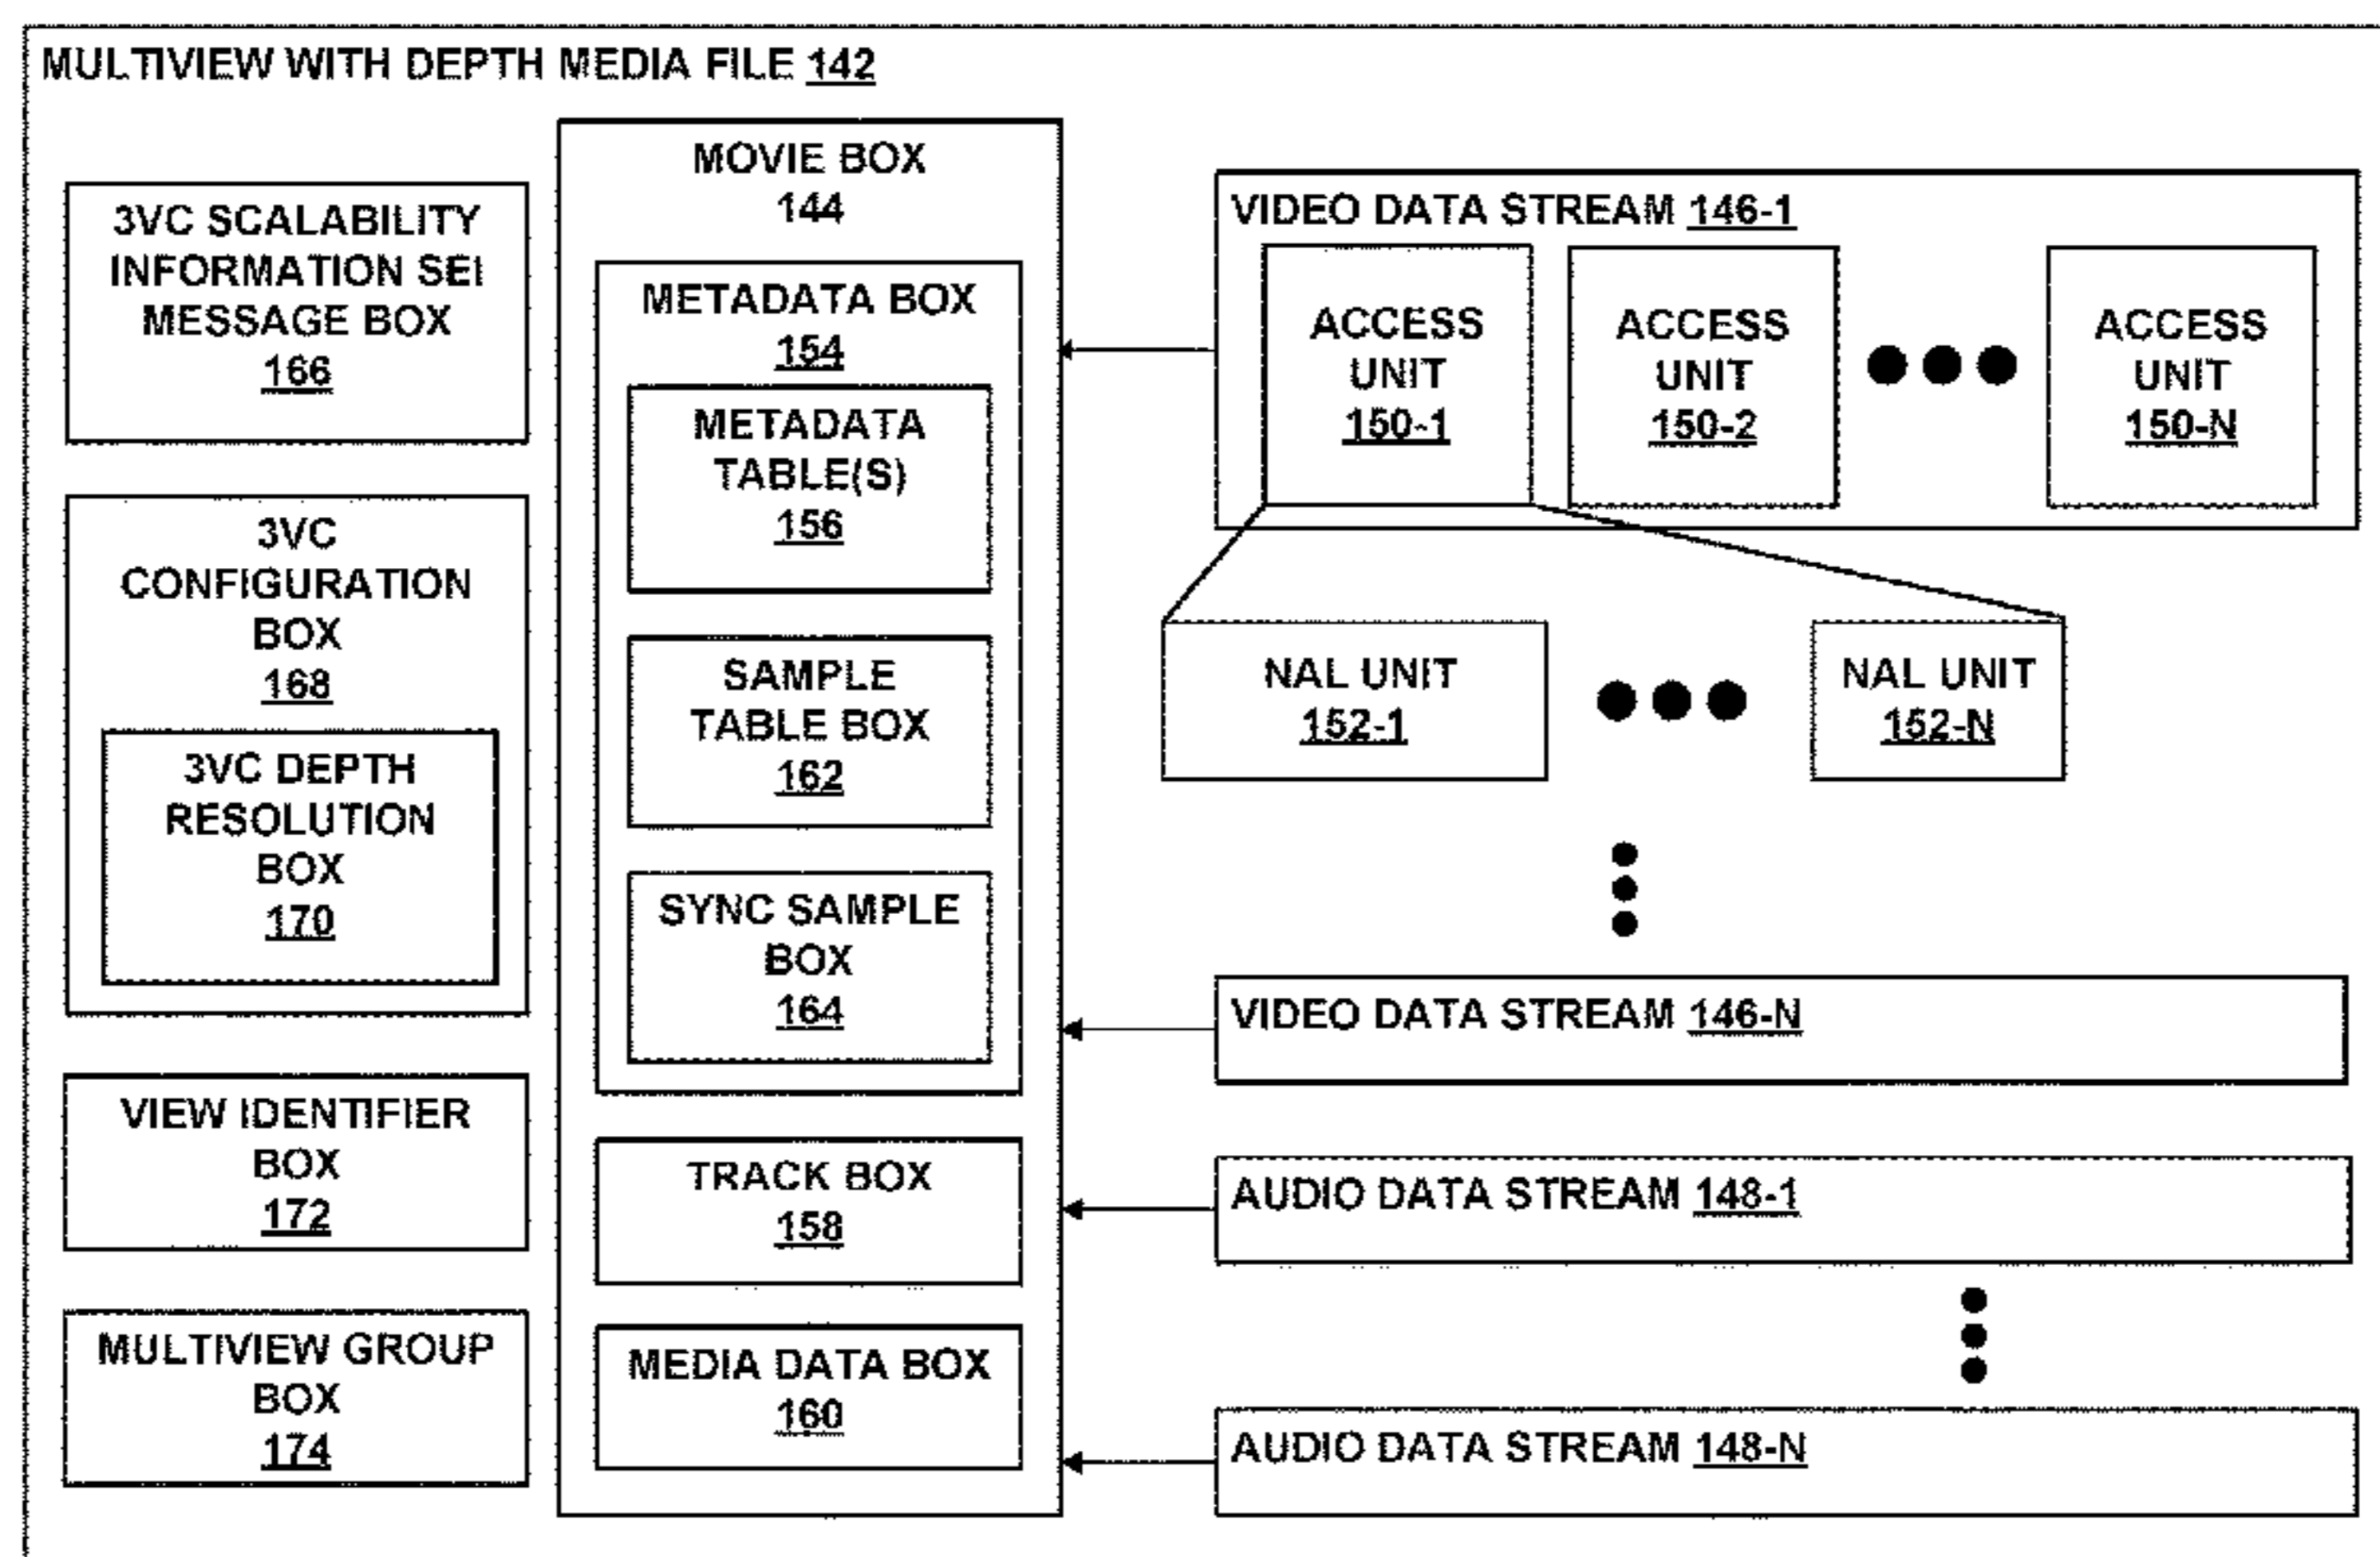 MULTIVIEW WITH DEPTH MEDIA FILE 142
3VC SCALABILITY
INFORMATION SEI
MESSAGE BOX
166
3VC
CONFIGURATION
BOX
168
3VC DEPTH
RESOLUTION
BOX
170
VIEW IDENTIFIER
BOX
172
MULTIVIEW GROUP
BOX
174
MOVIE BOX
144
METADATA BOX
154
METADATA
TABLE(S)
156
SAMPLE
TABLE BOX
162
SYNC SAMPLE
BOX
164
TRACK BOX
158
MEDIA DATA BOX
160
VIDEO DATA STREAM 146-1
ACCESS
UNIT
150-1
ACCESS
UNIT
150-2
ACCESS
UNIT
150-N
NAL UNIT
152-1
NAL UNIT
152-N
VIDEO DATA STREAM 146-N
AUDIO DATA STREAM 148-1
AUDIO DATA STREAM 148-N